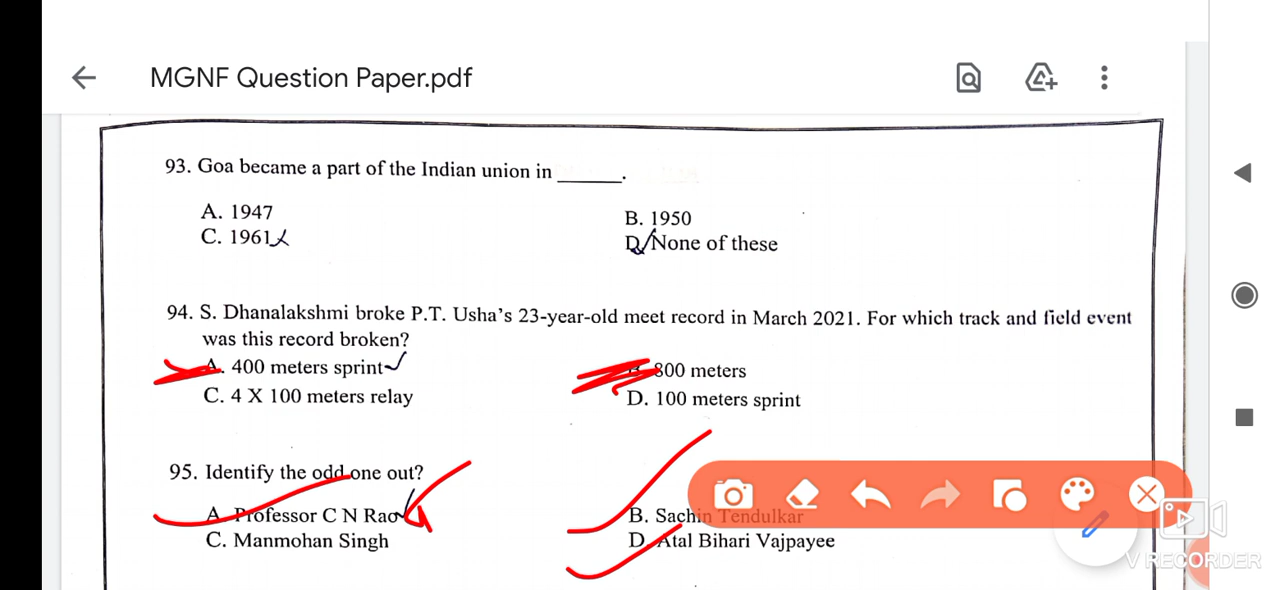 MGNF Question Paper.pdf
93. Goa became a part of the Indian union in ______.
A. 1947
B. 1950
C. 1961
D. None of these
94. S. Dhanalakshmi broke P.T. Usha's 23-year-old meet record in March 2021. For which track and field event
was this record broken?
A. 400 meters sprint
B. 800 meters
C. 4 X 100 meters relay
D. 100 meters sprint
95. Identify the odd one out?
A. Professor C N Rao
B. Sachin Tendulkar
C. Manmohan Singh
D. Atal Bihari Vajpayee
V RECORDER